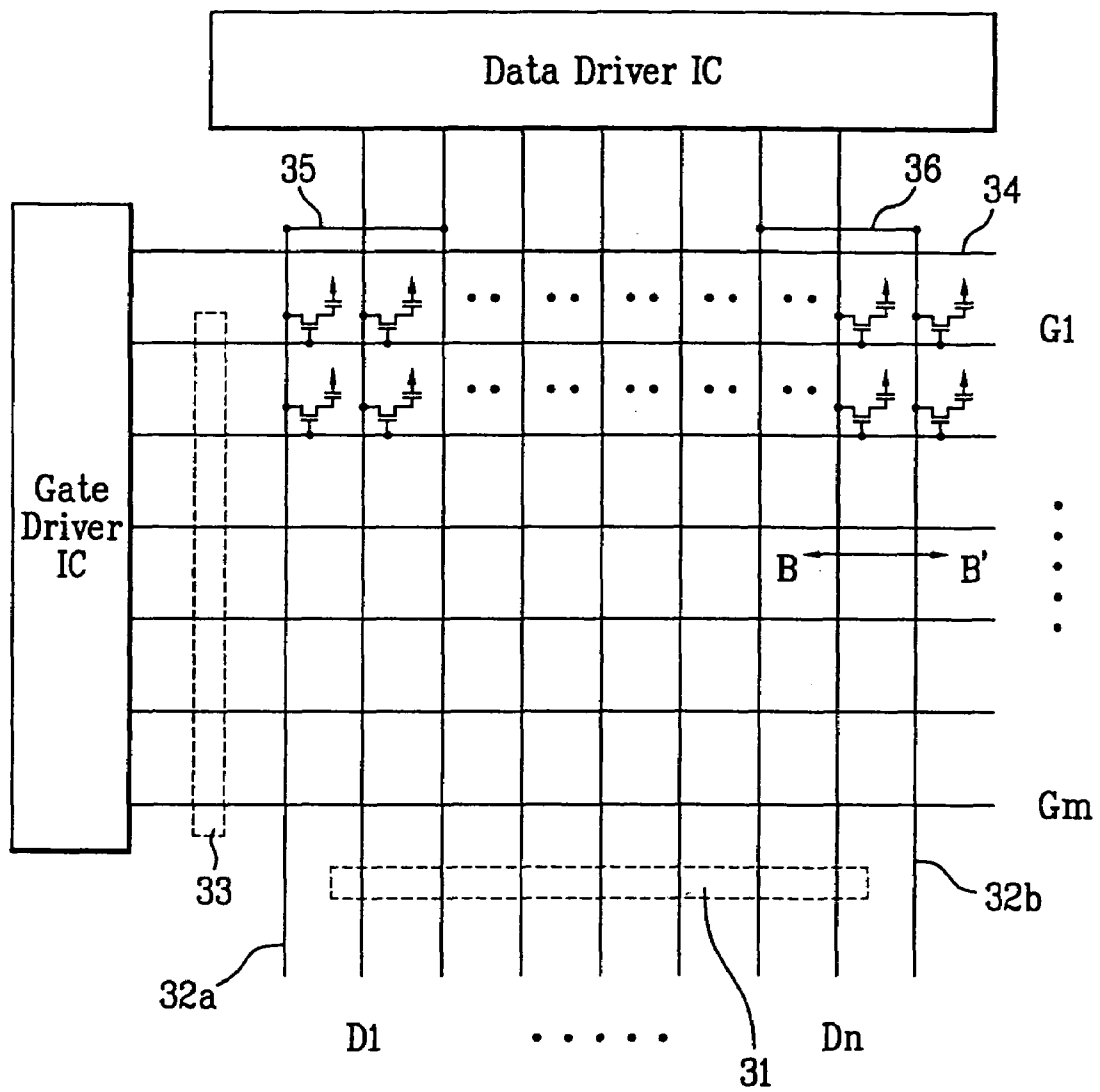 Data Driver IC
35
36
34
G1
Gate
Driver
IC
B
B'
Gm
33
32b
32a
D1
Dn
31